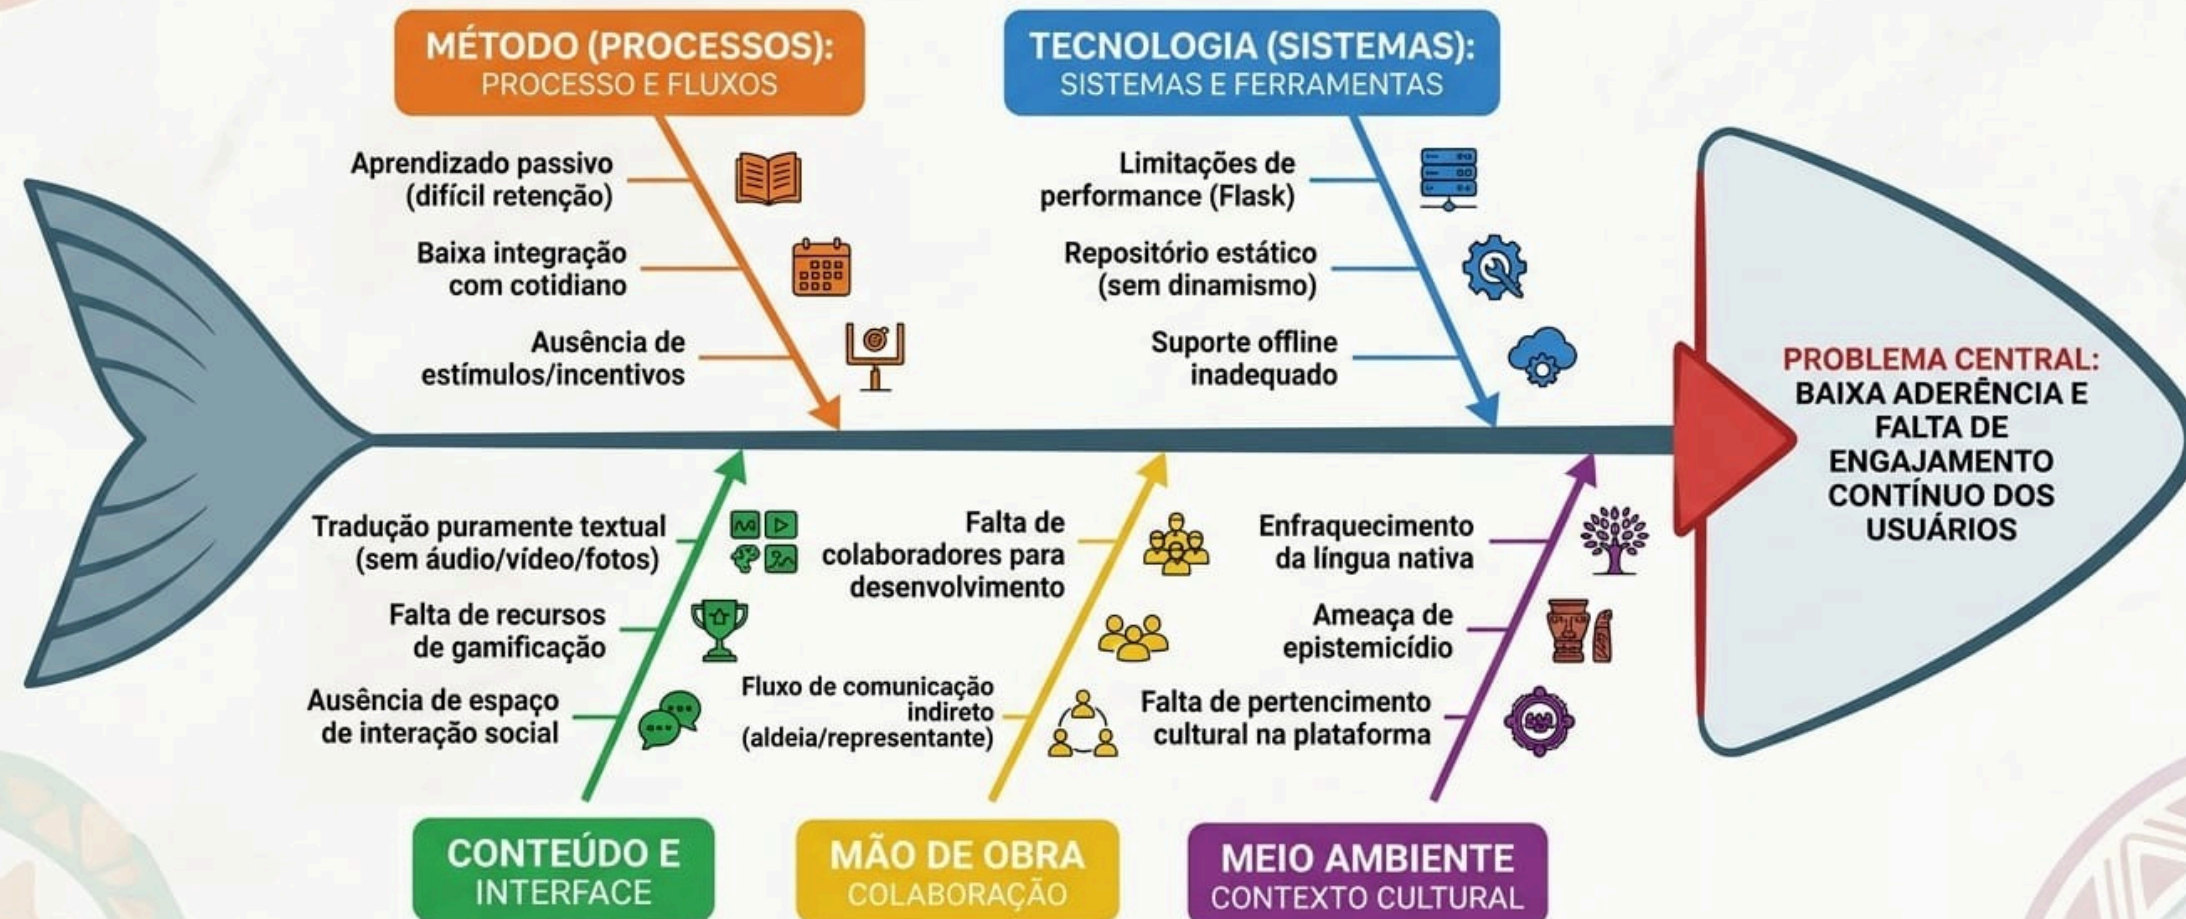 MÉTODO (PROCESSOS):
PROCESSO E FLUXOS
TECNOLOGIA (SISTEMAS):
SISTEMAS E FERRAMENTAS
Aprendizado passivo
(difícil retenção)
Baixa integração
com cotidiano
Ausência de
estímulos/incentivos
Limitações de
performance (Flask)
Repositório estático
(sem dinamismo)
Suporte offline
inadequado
PROBLEMA CENTRAL:
BAIXA ADERÊNCIA E
FALTA DE
ENGAJAMENTO
CONTÍNUO DOS
USUÁRIOS
Tradução puramente textual
(sem áudio/vídeo/fotos)
Falta de recursos
de gamificação
Ausência de espaço
de interação social
Falta de
colaboradores para
desenvolvimento
Fluxo de comunicação
indireto
(aldeia/representante)
Enfraquecimento
da língua nativa
Ameaça de
epistemicídio
Falta de pertencimento
cultural na plataforma
CONTEÚDO E
INTERFACE
MÃO DE OBRA
COLABORAÇÃO
MEIO AMBIENTE
CONTEXTO CULTURAL